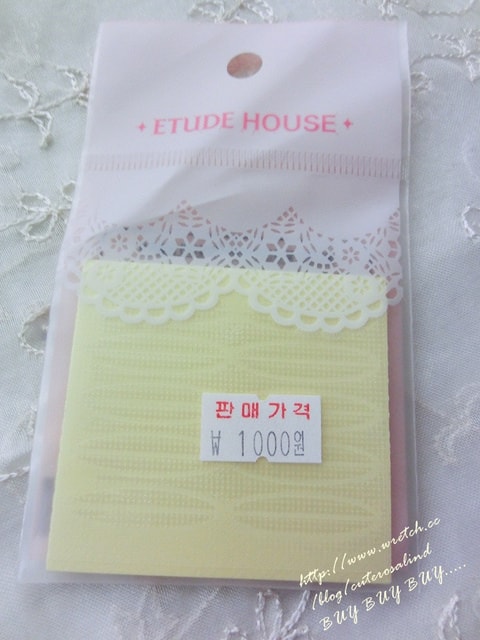 ETUDE HOUSE
판매가격
₩ 1000원
http://www.wretch.cc
/blog/cuterosalind
BUY BUY BUY.....